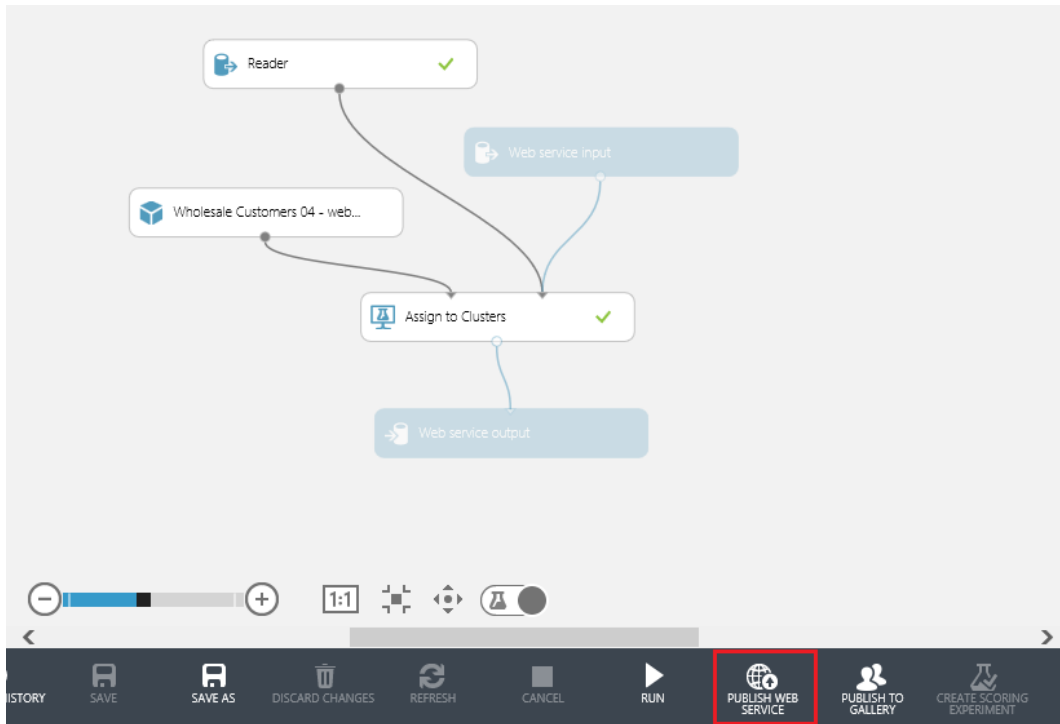 Reader
Web service input
Wholesale Customers 04 - web...
Assign to Clusters
Web service output
1:1
ISTORY
SAVE
SAVE AS
DISCARD CHANGES
REFRESH
CANCEL
RUN
PUBLISH WEB
SERVICE
PUBLISH TO
GALLERY
CREATE SCORING
EXPERIMENT